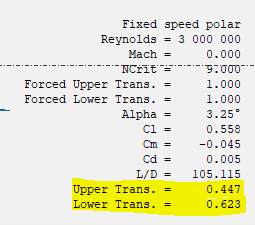 Fixed speed polar
Reynolds = 3 000 000
Mach = 0.000
NCrit = 9.000
Forced Upper Trans. = 1.000
Forced Lower Trans. = 1.000
Alpha = 3.25°
Cl = 0.558
Cm = -0.045
Cd = 0.005
L/D = 105.115
Upper Trans. = 0.447
Lower Trans. = 0.623